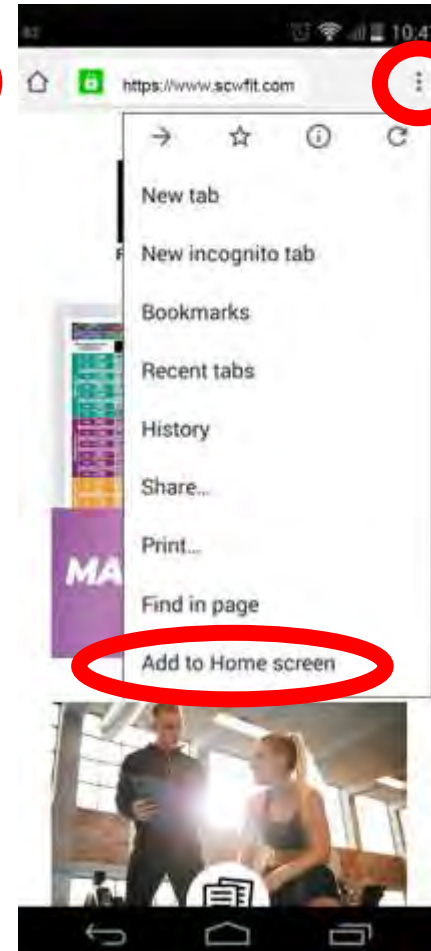 82 10:4
https://www.scwfit.com
New tab
New incognito tab
Bookmarks
Recent tabs
History
Share...
Print...
MA
Find in page
Add to Home screen